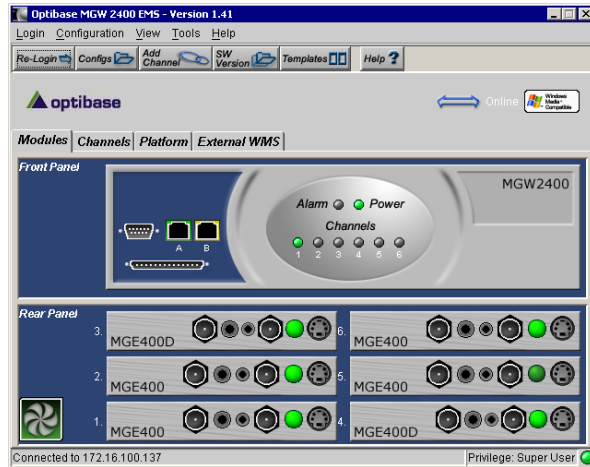 Optibase MGW 2400 EMS - Version 1.41
Login Configuration View Tools Help
Re-Login Configs Add Channel SW Version Templates Help ?
optibase Online Windows Media - Compatible
Modules Channels Platform External WMS
Front Panel
MGW2400
Alarm Power
Channels
A B
1 2 3 4 5 6
Rear Panel
3. MGE400D 6. MGE400
2. MGE400 5. MGE400
1. MGE400 4. MGE400D
Connected to 172.16.100.137 Privilege: Super User